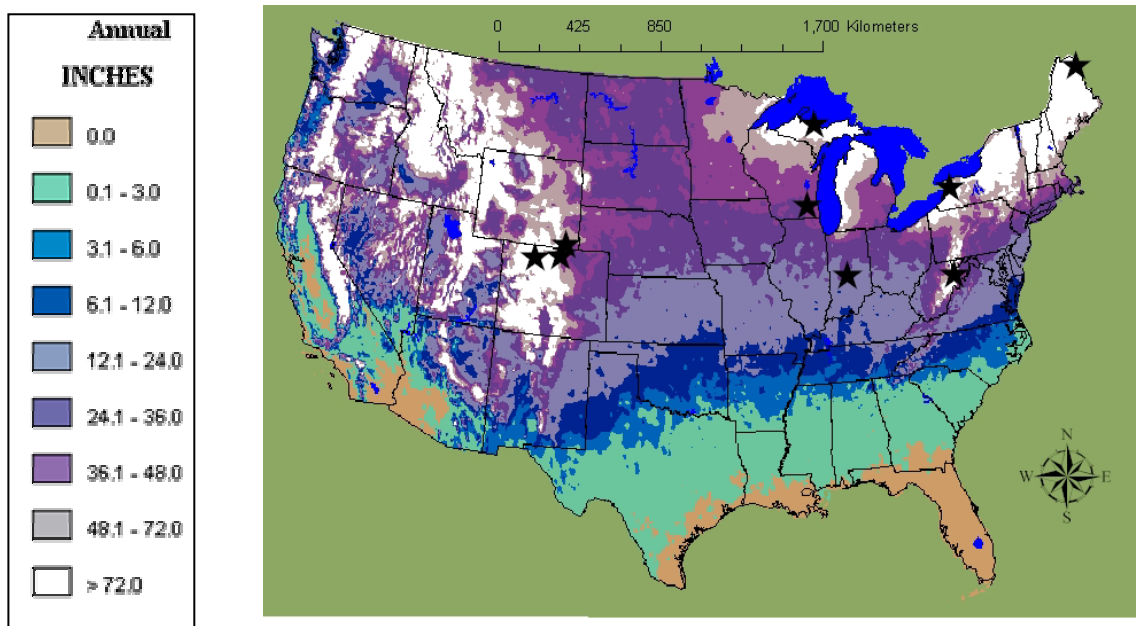 Annual
INCHES
0.0
0.1 - 3.0
3.1 - 6.0
6.1 - 12.0
12.1 - 24.0
24.1 - 36.0
36.1 - 48.0
48.1 - 72.0
> 72.0
0 425 850 1,700 Kilometers
N
W E
S